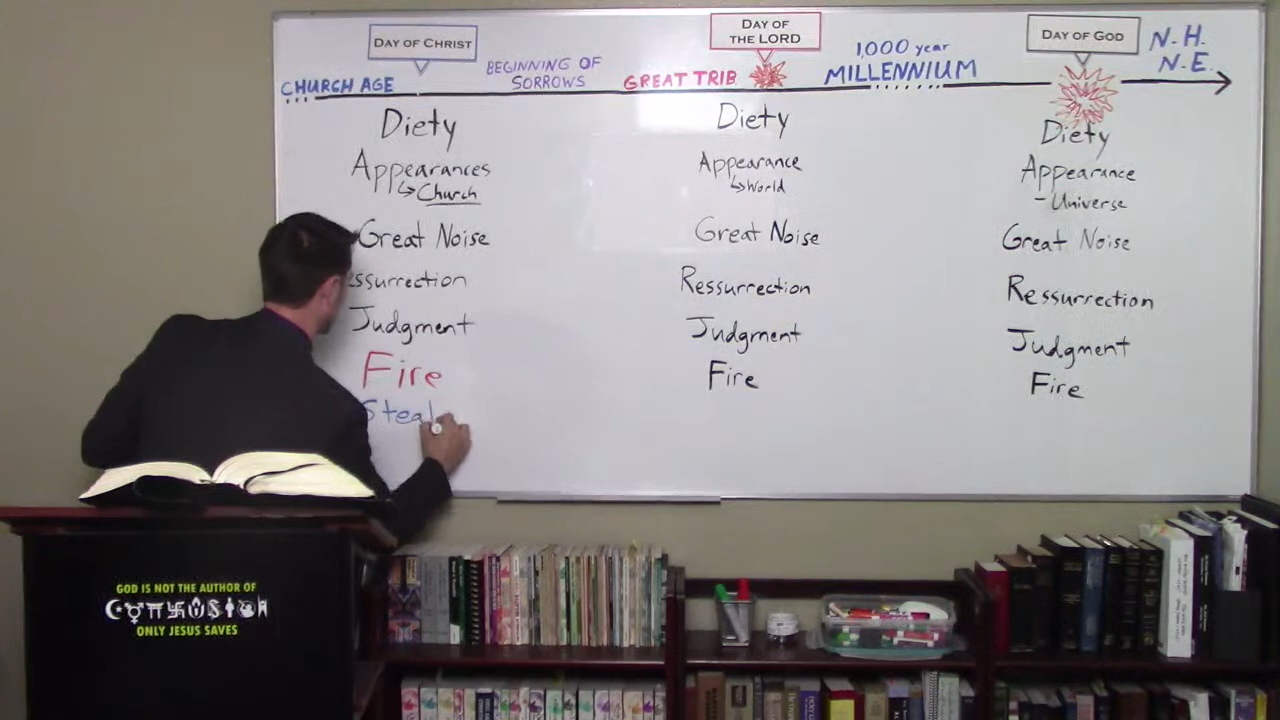 DAY OF CHRIST
DAY OF
THE LORD
DAY OF GOD
N.H.
N.E.
CHURCH AGE
BEGINNING OF
SORROWS
GREAT TRIB
1,000 year
MILLENNIUM
Diety
Appearances
Church
Great Noise
essurrection
Judgment
Fire
Steal
Diety
Appearance
World
Great Noise
Ressurrection
Judgment
Fire
Diety
Appearance
- Universe
Great Noise
Ressurrection
Judgment
Fire
GOD IS NOT THE AUTHOR OF
ONLY JESUS SAVES